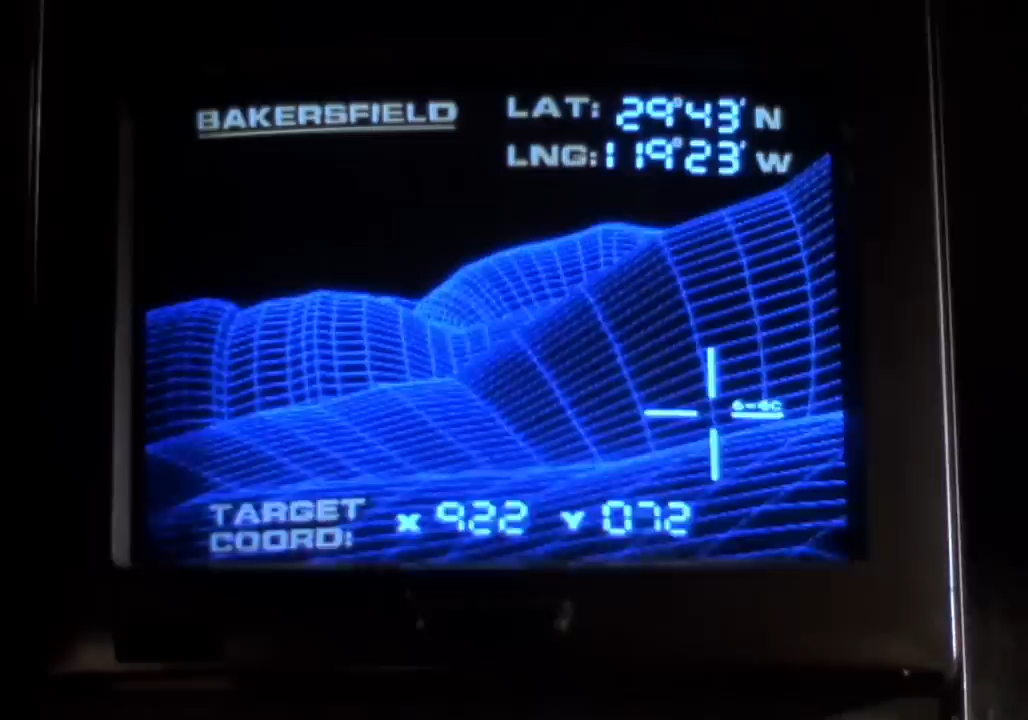 BAKERSFIELD
LAT: 29°43' N
LNG: 119°23' W
TARGET
COORD: X 922 Y 072